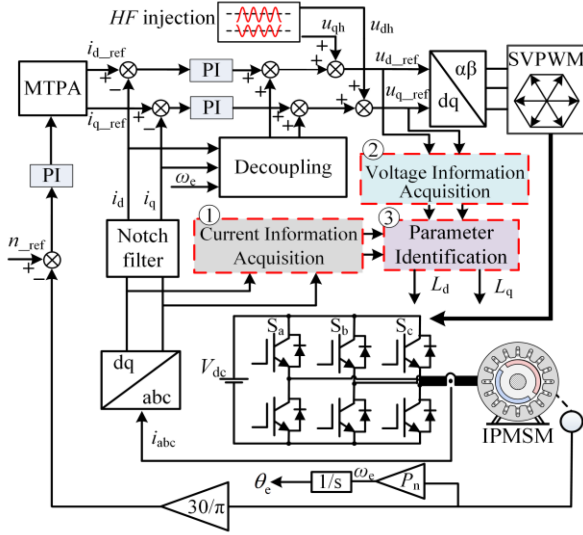 HF injection
u_qh
u_dh
i_d_ref
u_d_ref
MTPA
PI
PI
i_q_ref
u_q_ref
αβ
dq
SVPWM
PI
i_d
i_q
ω_e
Decoupling
②
Voltage Information
Acquisition
n_ref
Notch
filter
①
Current Information
Acquisition
③
Parameter
Identification
L_d
L_q
dq
abc
V_dc
S_a
S_b
S_c
IPMSM
i_abc
θ_e
1/s
ω_e
P_n
30/π